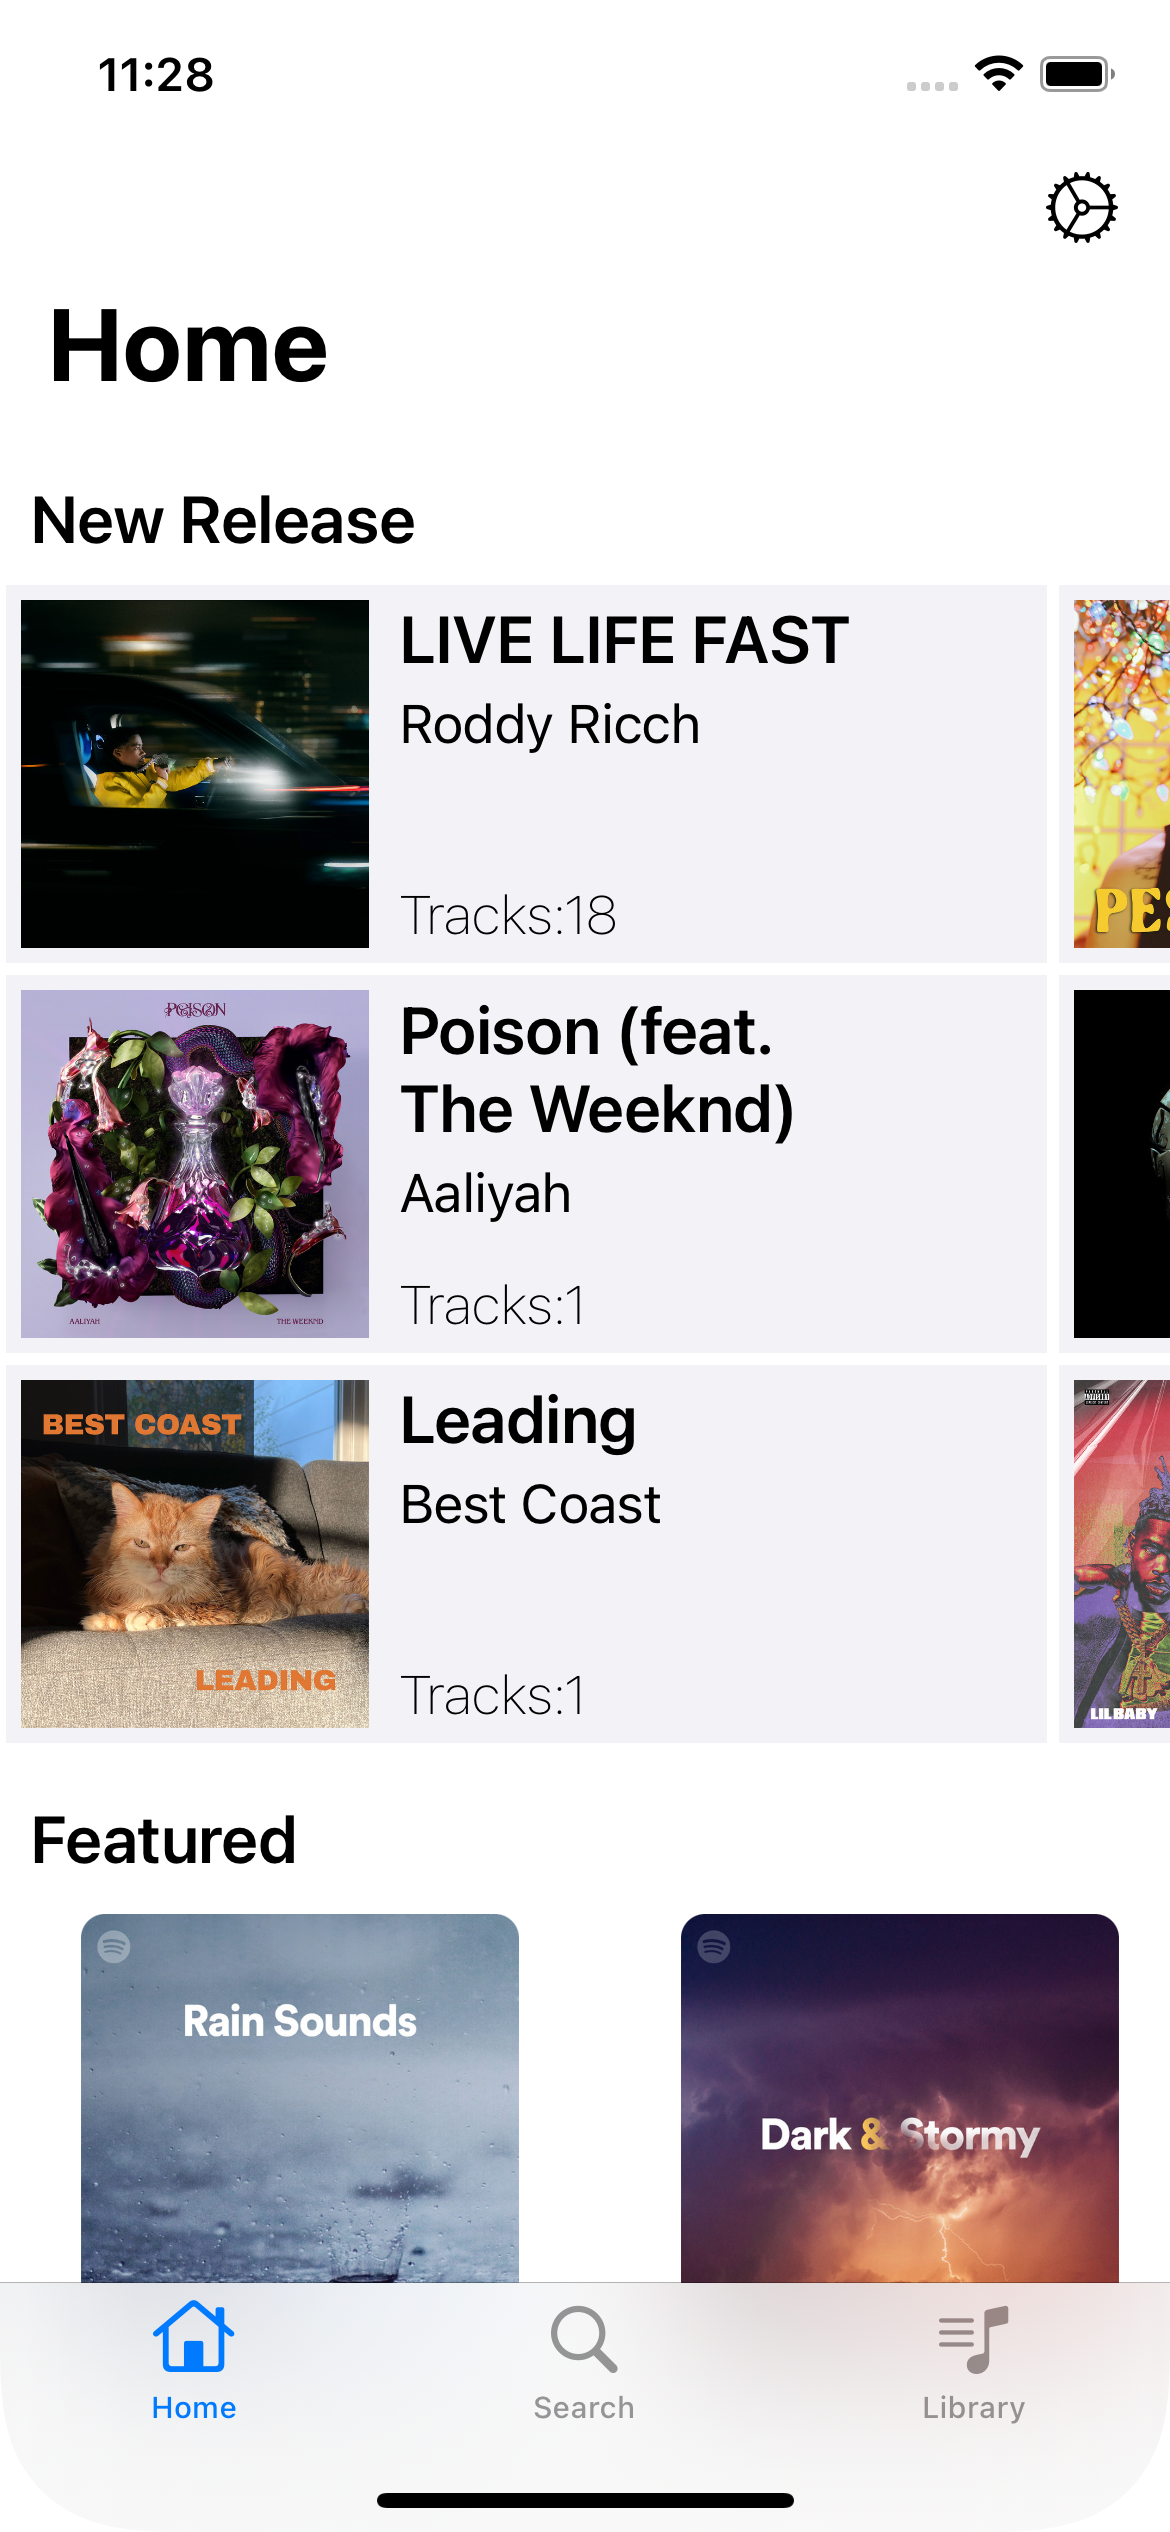 11:28
Home
New Release
LIVE LIFE FAST
Roddy Ricch
Tracks:18
POISON
AALIYAH
THE WEEKND
Poison (feat.
The Weeknd)
Aaliyah
Tracks:1
BEST COAST
LEADING
Leading
Best Coast
Tracks:1
LIL BABY
Featured
Rain Sounds
Dark & Stormy
Home
Search
Library